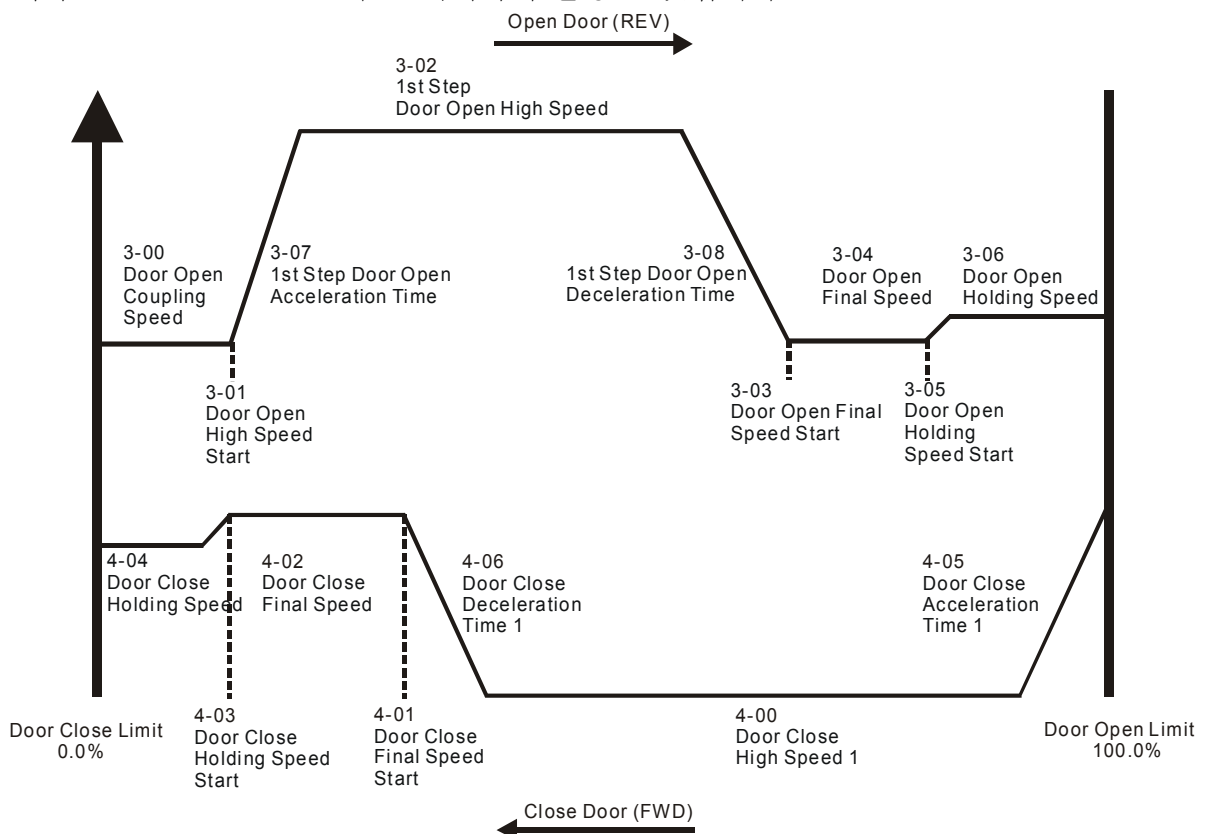 Open Door (REV)
3-02
1st Step
Door Open High Speed
3-00
Door Open
Coupling
Speed
3-07
1st Step Door Open
Acceleration Time
3-08
1st Step Door Open
Deceleration Time
3-04
Door Open
Final Speed
3-06
Door Open
Holding Speed
3-01
Door Open
High Speed
Start
3-03
Door Open Final
Speed Start
3-05
Door Open
Holding
Speed Start
4-04
Door Close
Holding Speed
4-02
Door Close
Final Speed
4-06
Door Close
Deceleration
Time 1
4-05
Door Close
Acceleration
Time 1
Door Close Limit
0.0%
4-03
Door Close
Holding Speed
Start
4-01
Door Close
Final Speed
Start
4-00
Door Close
High Speed 1
Door Open Limit
100.0%
Close Door (FWD)